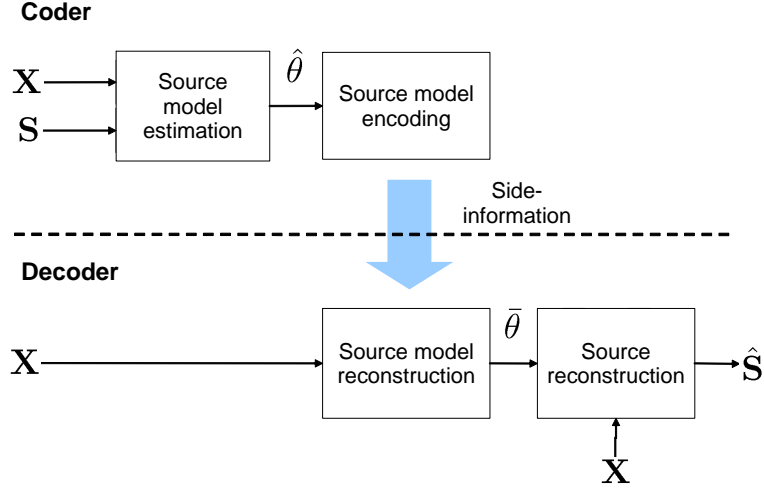 Coder
X
S
Source
model
estimation
θ̂
Source model
encoding
Side-
information
Decoder
X
Source model
reconstruction
θ̄
Source
reconstruction
Ŝ
X